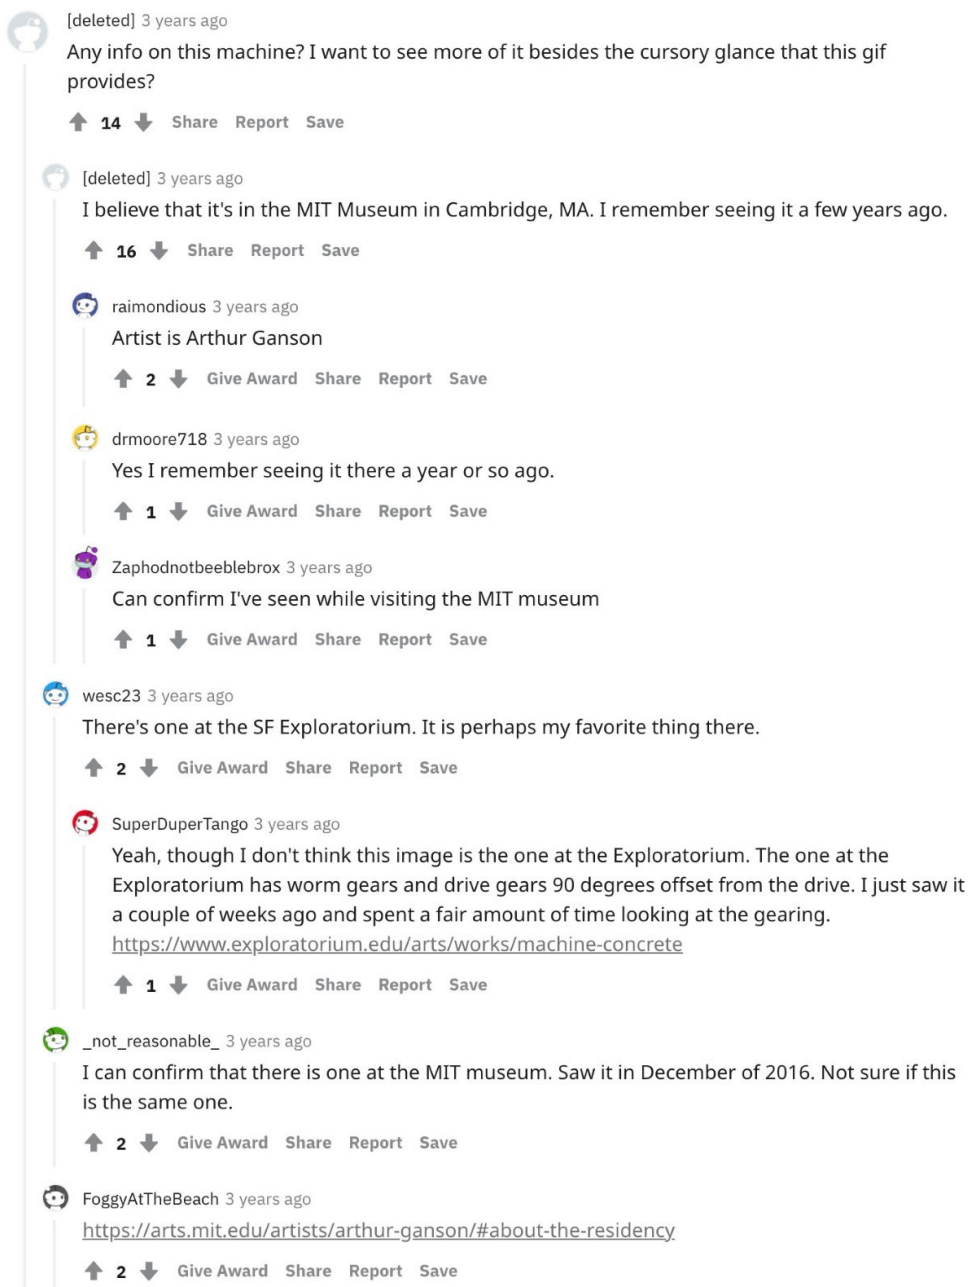 [deleted] 3 years ago
Any info on this machine? I want to see more of it besides the cursory glance that this gif
provides?
14 Share Report Save
[deleted] 3 years ago
I believe that it's in the MIT Museum in Cambridge, MA. I remember seeing it a few years ago.
16 Share Report Save
raimondious 3 years ago
Artist is Arthur Ganson
2 Give Award Share Report Save
drmoore718 3 years ago
Yes I remember seeing it there a year or so ago.
1 Give Award Share Report Save
Zaphodnotbeeblebrox 3 years ago
Can confirm I've seen while visiting the MIT museum
1 Give Award Share Report Save
wesc23 3 years ago
There's one at the SF Exploratorium. It is perhaps my favorite thing there.
2 Give Award Share Report Save
SuperDuperTango 3 years ago
Yeah, though I don't think this image is the one at the Exploratorium. The one at the
Exploratorium has worm gears and drive gears 90 degrees offset from the drive. I just saw it
a couple of weeks ago and spent a fair amount of time looking at the gearing.
https://www.exploratorium.edu/arts/works/machine-concrete
1 Give Award Share Report Save
_not_reasonable_ 3 years ago
I can confirm that there is one at the MIT museum. Saw it in December of 2016. Not sure if this
is the same one.
2 Give Award Share Report Save
FoggyAtTheBeach 3 years ago
https://arts.mit.edu/artists/arthur-ganson/#about-the-residency
2 Give Award Share Report Save